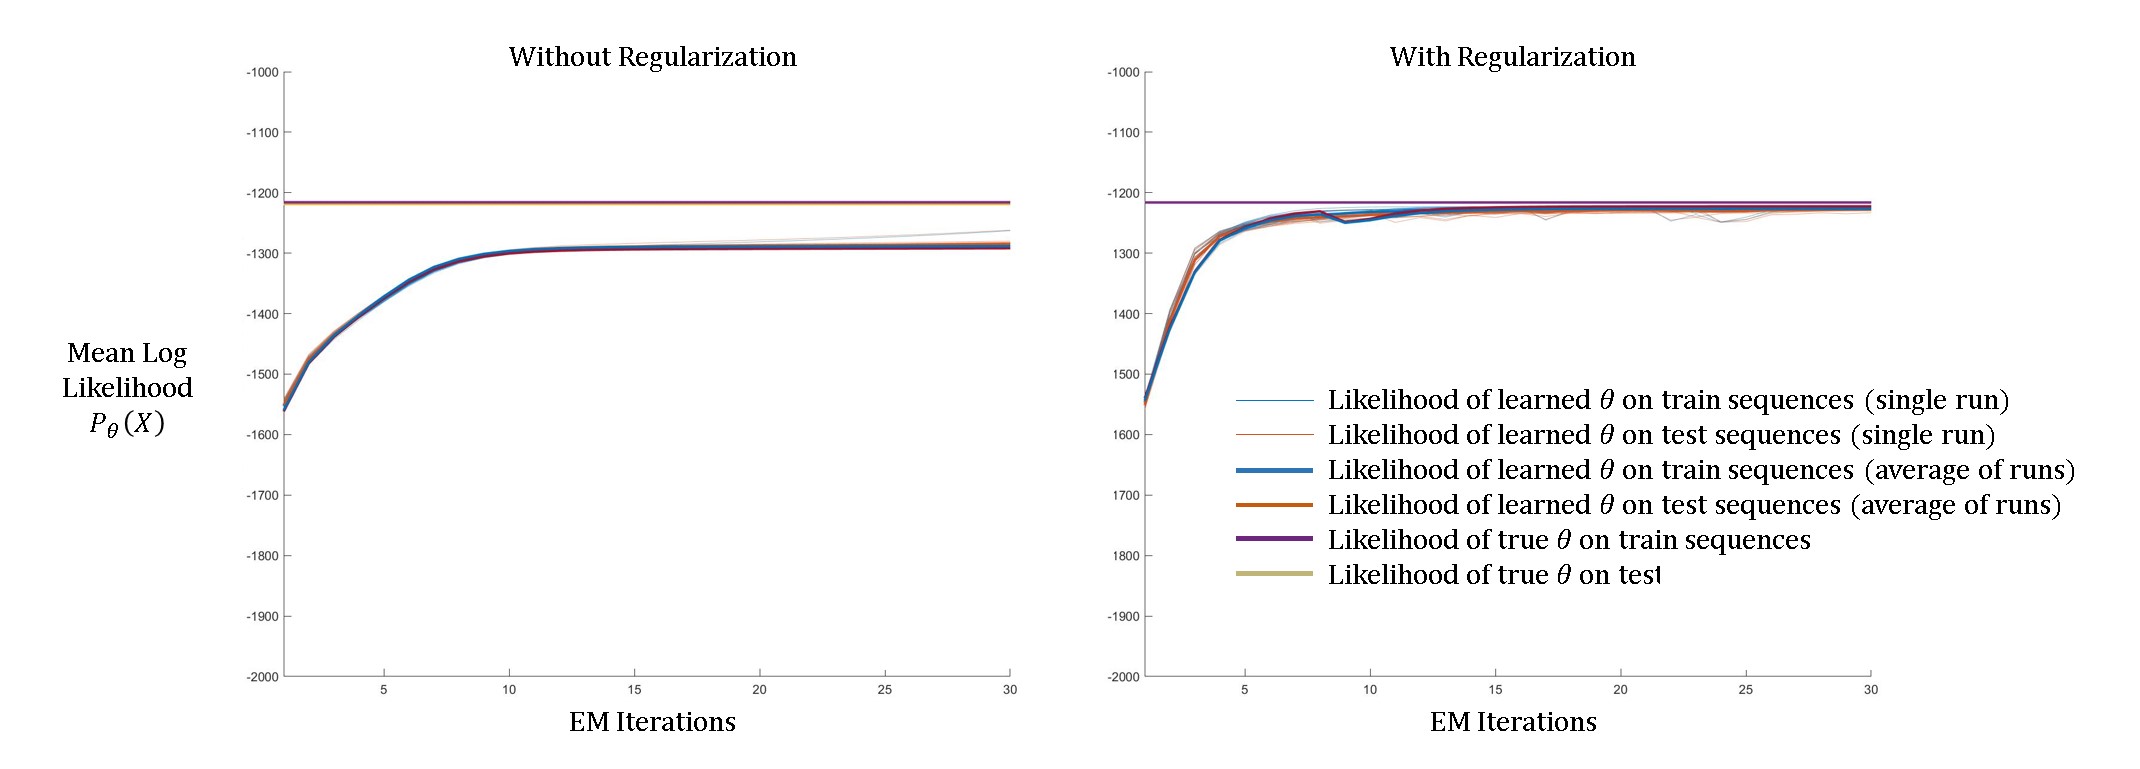 Without Regularization
-1000
-1100
-1200
-1300
-1400
-1500
-1600
-1700
-1800
-1900
-2000
5 10 15 20 25 30
EM Iterations
Mean Log
Likelihood
P_θ(X)
With Regularization
-1000
-1100
-1200
1300
1400
1500
1600
1700
-1800
-1900
-2000
5 10 15 20 25 30
EM Iterations
Likelihood of learned θ on train sequences (single run)
Likelihood of learned θ on test sequences (single run)
Likelihood of learned θ on train sequences (average of runs)
Likelihood of learned θ on test sequences (average of runs)
Likelihood of true θ on train sequences
Likelihood of true θ on test